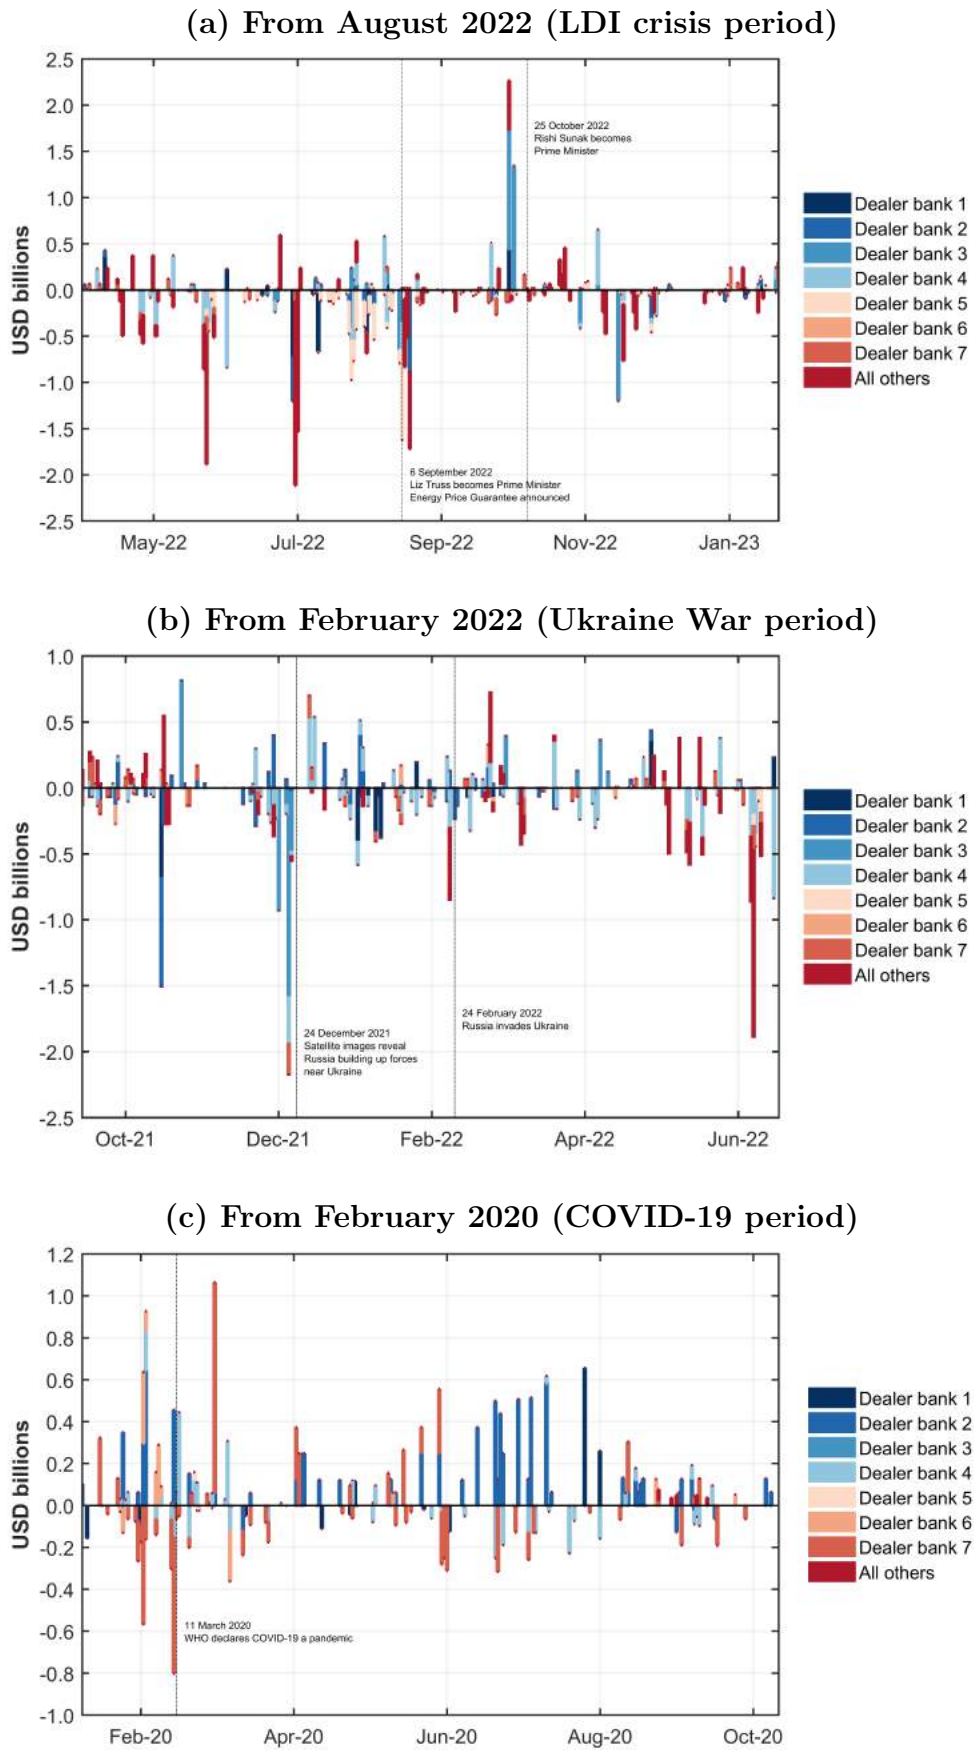 (a) From August 2022 (LDI crisis period)
2.5
2.0
1.5
1.0
0.5
0.0
-0.5
-1.0
-1.5
-2.0
-2.5
USD billions
25 October 2022
Rishi Sunak becomes
Prime Minister
6 September 2022
Liz Truss becomes Prime Minister
Energy Price Guarantee announced
May-22
Jul-22
Sep-22
Nov-22
Jan-23
Dealer bank 1
Dealer bank 2
Dealer bank 3
Dealer bank 4
Dealer bank 5
Dealer bank 6
Dealer bank 7
All others
(b) From February 2022 (Ukraine War period)
1.0
0.5
0.0
-0.5
-1.0
-1.5
-2.0
-2.5
USD billions
24 December 2021
Satellite images reveal
Russia building up forces
near Ukraine
24 February 2022
Russia invades Ukraine
Oct-21
Dec-21
Feb-22
Apr-22
Jun-22
Dealer bank 1
Dealer bank 2
Dealer bank 3
Dealer bank 4
Dealer bank 5
Dealer bank 6
Dealer bank 7
All others
(c) From February 2020 (COVID-19 period)
1.2
1.0
0.8
0.6
0.4
0.2
0.0
-0.2
-0.4
-0.6
-0.8
-1.0
USD billions
11 March 2020
WHO declares COVID-19 a pandemic
Feb-20
Apr-20
Jun-20
Aug-20
Oct-20
Dealer bank 1
Dealer bank 2
Dealer bank 3
Dealer bank 4
Dealer bank 5
Dealer bank 6
Dealer bank 7
All others